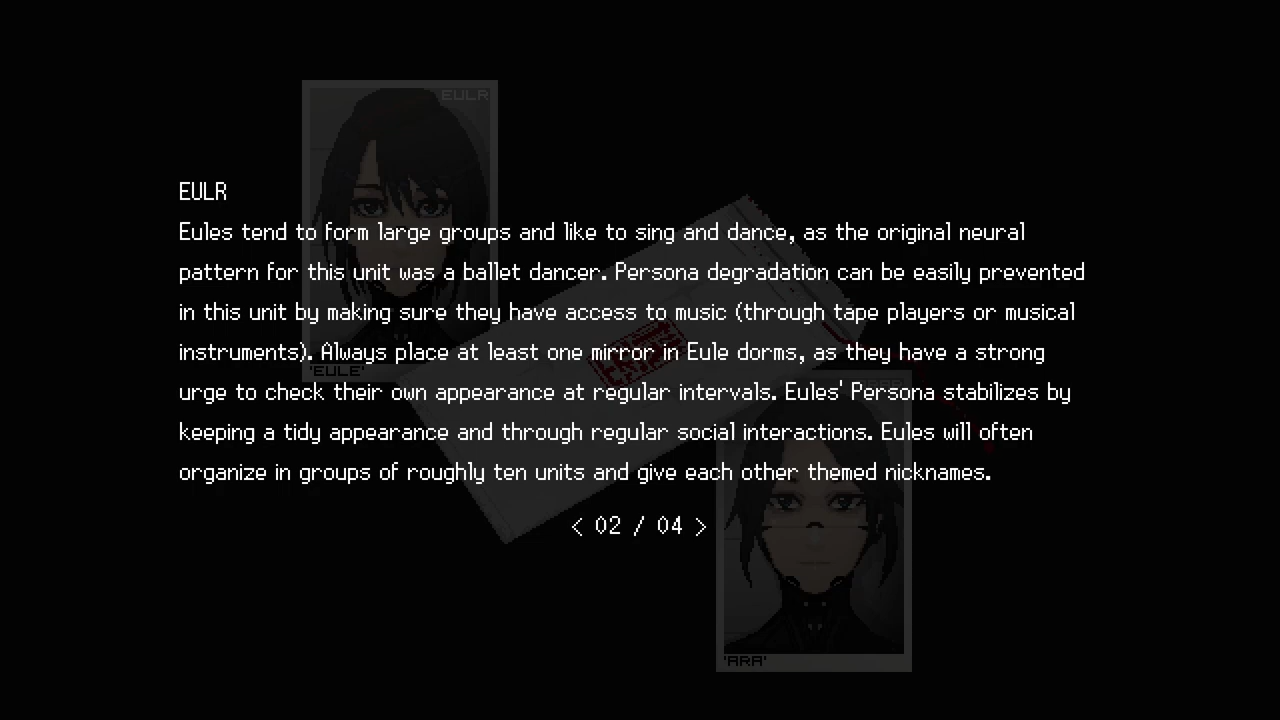 EULR
EULR
Eules tend to form large groups and like to sing and dance, as the original neural
pattern for this unit was a ballet dancer. Persona degradation can be easily prevented
in this unit by making sure they have access to music (through tape players or musical
instruments). Always place at least one mirror in Eule dorms, as they have a strong
'EULE'
urge to check their own appearance at regular intervals. Eules' Persona stabilizes by
keeping a tidy appearance and through regular social interactions. Eules will often
organize in groups of roughly ten units and give each other themed nicknames.
< 02 / 04 >
'ARA'